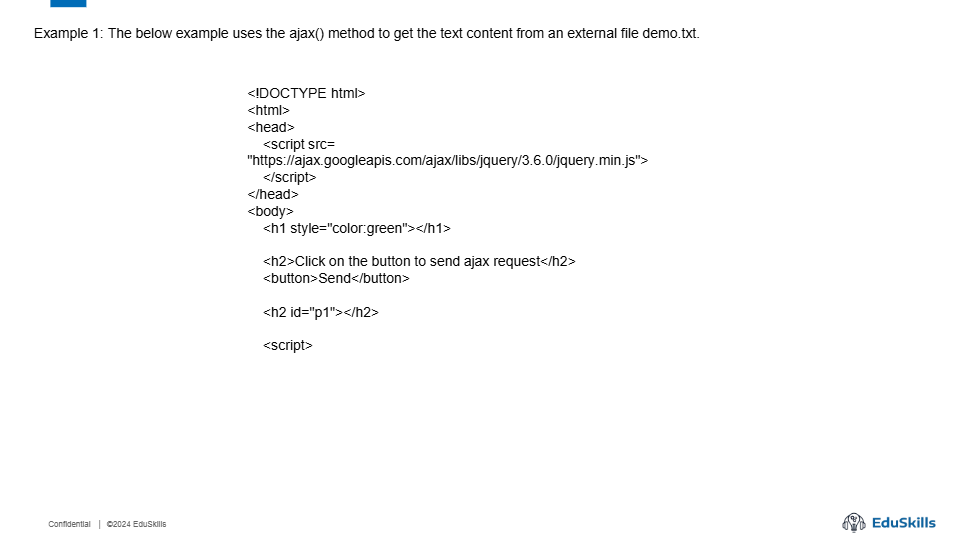 Example 1: The below example uses the ajax() method to get the text content from an external file demo.txt.
<!DOCTYPE html>
<html>
<head>
<script src=
"https://ajax.googleapis.com/ajax/libs/jquery/3.6.0/jquery.min.js">
</script>
</head>
<body>
<h1 style="color:green"></h1>
<h2>Click on the button to send ajax request</h2>
<button>Send</button>
<h2 id="p1"></h2>
<script>
Confidential | ©2024 EduSkills
EduSkills